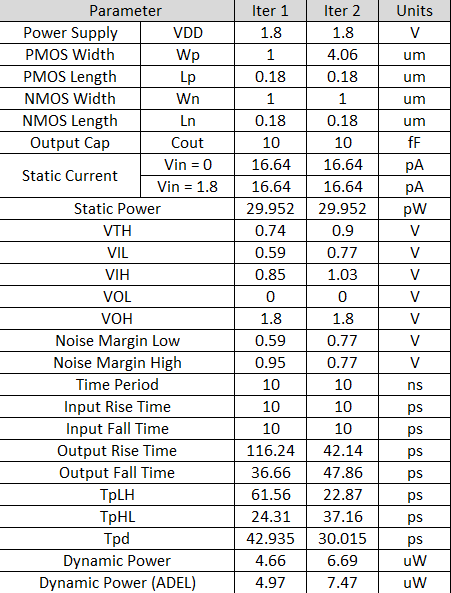 Parameter Iter 1 Iter 2 Units
Power Supply VDD 1.8 1.8 V
PMOS Width Wp 1 4.06 um
PMOS Length Lp 0.18 0.18 um
NMOS Width Wn 1 1 um
NMOS Length Ln 0.18 0.18 um
Output Cap Cout 10 10 fF
Static Current Vin = 0 16.64 16.64 pA
Vin = 1.8 16.64 16.64 pA
Static Power 29.952 29.952 pW
VTH 0.74 0.9 V
VIL 0.59 0.77 V
VIH 0.85 1.03 V
VOL 0 0 V
VOH 1.8 1.8 V
Noise Margin Low 0.59 0.77 V
Noise Margin High 0.95 0.77 V
Time Period 10 10 ns
Input Rise Time 10 10 ps
Input Fall Time 10 10 ps
Output Rise Time 116.24 42.14 ps
Output Fall Time 36.66 47.86 ps
TpLH 61.56 22.87 ps
TpHL 24.31 37.16 ps
Tpd 42.935 30.015 ps
Dynamic Power 4.66 6.69 uW
Dynamic Power (ADEL) 4.97 7.47 uW